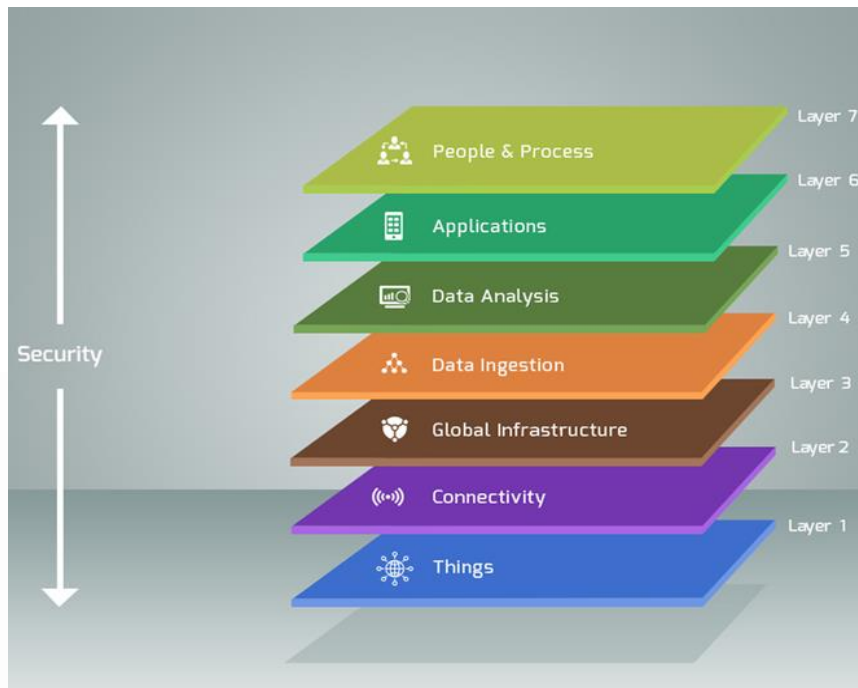 Layer 7
People & Process
Layer 6
Applications
Layer 5
Data Analysis
Layer 4
Security
Data Ingestion
Layer 3
Global Infrastructure
Layer 2
Connectivity
Layer 1
Things